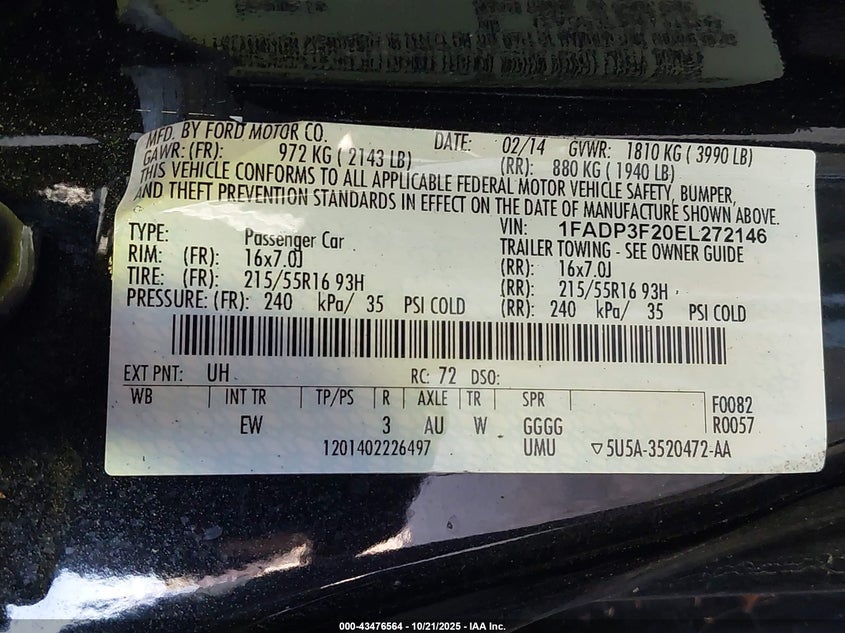 MFD. BY FORD MOTOR CO. DATE: 02/14 GVWR: 1810 KG ( 3990 LB)
GAWR: (FR): 972 KG ( 2143 LB) (RR): 880 KG ( 1940 LB)
THIS VEHICLE CONFORMS TO ALL APPLICABLE FEDERAL MOTOR VEHICLE SAFETY, BUMPER,
AND THEFT PREVENTION STANDARDS IN EFFECT ON THE DATE OF MANUFACTURE SHOWN ABOVE.
VIN: 1FADP3F20EL272146
TYPE: Passenger Car TRAILER TOWING - SEE OWNER GUIDE
RIM: (FR): 16x7.0J (RR): 16x7.0J
TIRE: (FR): 215/55R16 93H (RR): 215/55R16 93H
PRESSURE: (FR): 240 kPa/ 35 PSI COLD (RR): 240 kPa/ 35 PSI COLD
EXT PNT: UH RC: 72 DSO:
WB INT TR TP/PS R AXLE TR SPR F0082
EW 3 AU W GGGG R0057
1201402226497 UMU ▽5U5A-3520472-AA
000-43476564 - 10/21/2025 - IAA Inc.